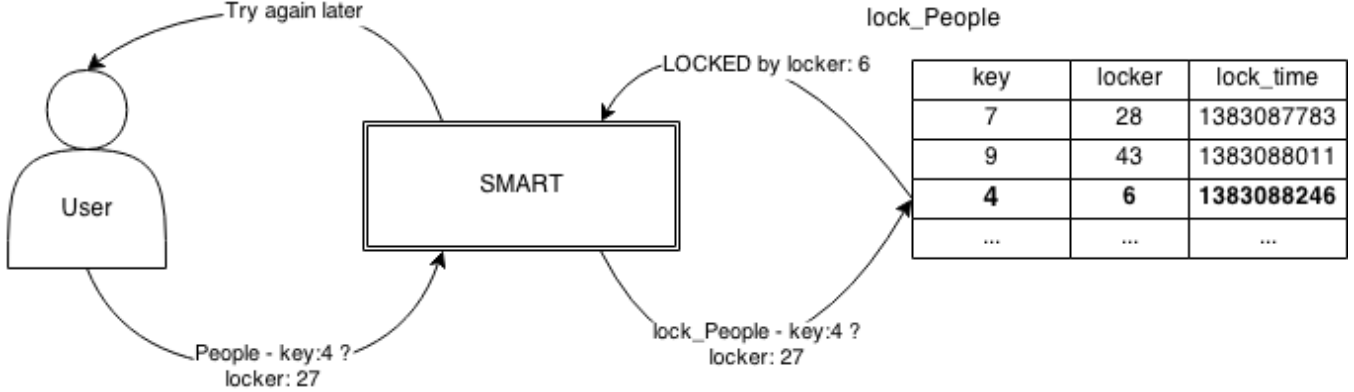 Try again later
lock_People
LOCKED by locker: 6
key locker lock_time
7 28 1383087783
9 43 1383088011
4 6 1383088246
... ... ...
SMART
User
People - key:4 ?
locker: 27
lock_People - key:4 ?
locker: 27